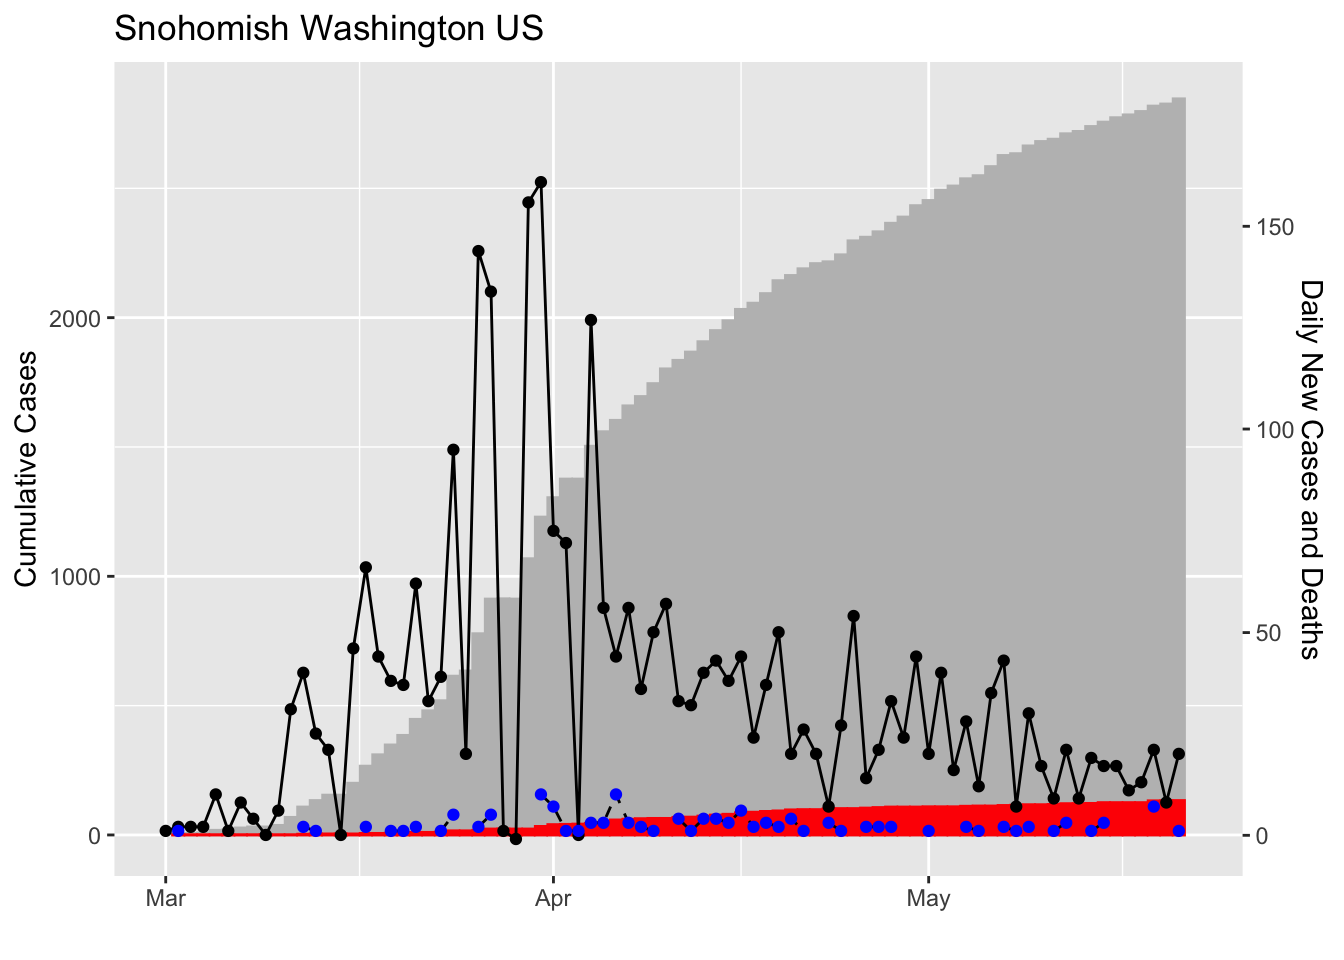 Snohomish Washington US
Cumulative Cases
2000
1000
0
150
100
50
0
Daily New Cases and Deaths
Mar
Apr
May